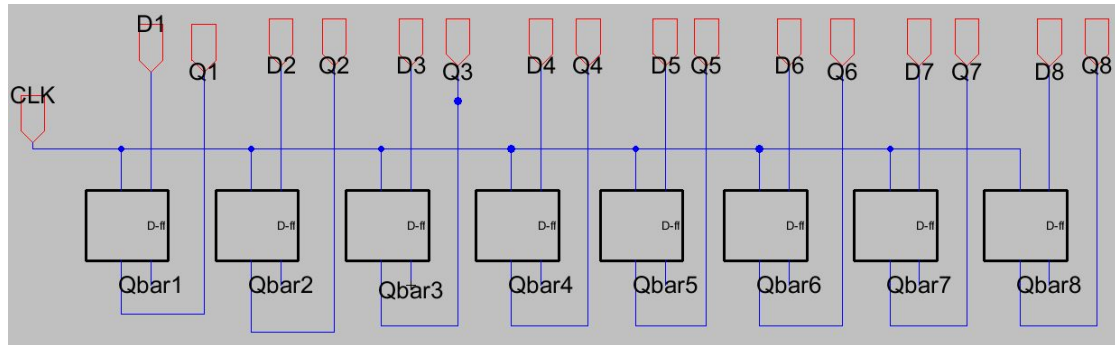 D1 Q1 D2 Q2 D3 Q3 D4 Q4 D5 Q5 D6 Q6 D7 Q7 D8 Q8
CLK
D-ff D-ff D-ff D-ff D-ff D-ff D-ff D-ff
Qbar1 Qbar2 Qbar3 Qbar4 Qbar5 Qbar6 Qbar7 Qbar8